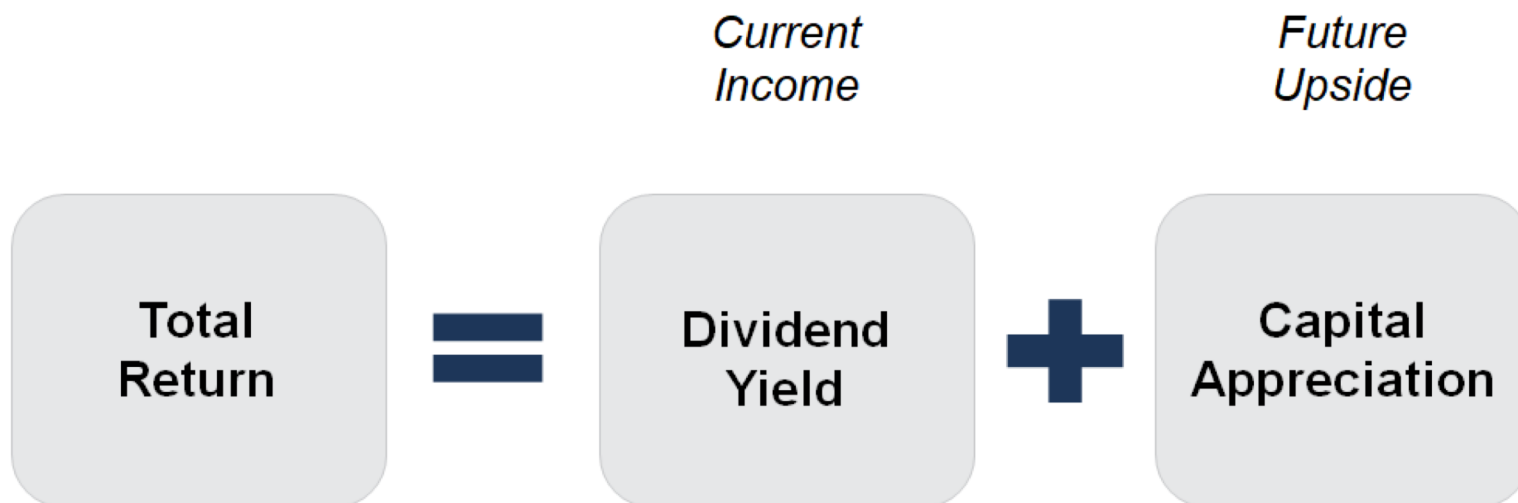 Current
Income
Future
Upside
Total
Return
Dividend
Yield
Capital
Appreciation